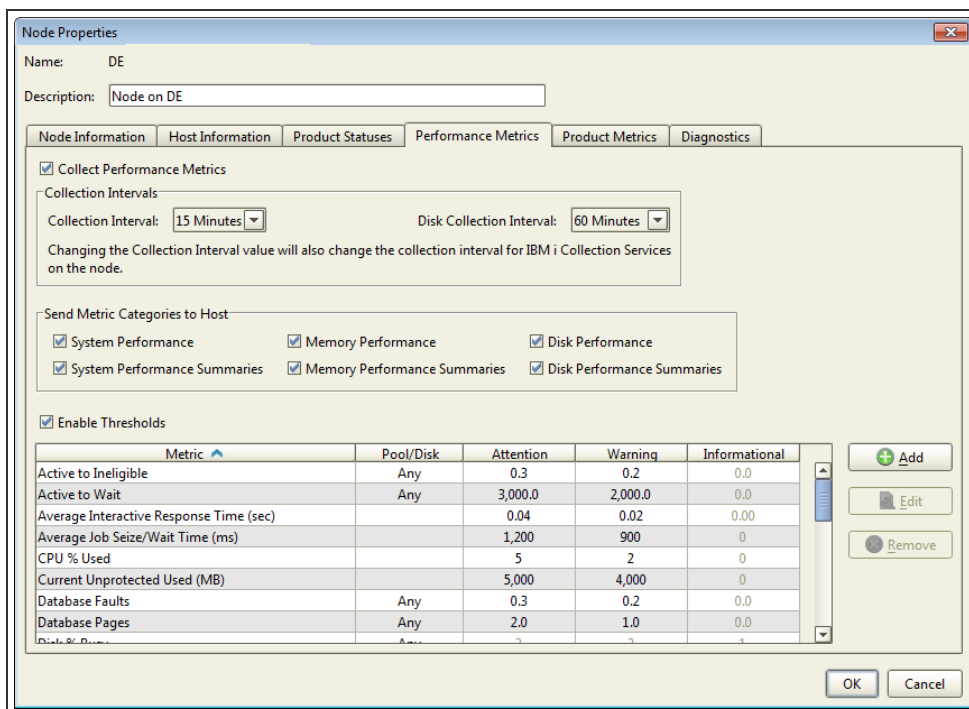 Node Properties
Name: DE
Description: Node on DE
Node Information Host Information Product Statuses Performance Metrics Product Metrics Diagnostics
Collect Performance Metrics
Collection Intervals
Collection Interval: 15 Minutes Disk Collection Interval: 60 Minutes
Changing the Collection Interval value will also change the collection interval for IBM i Collection Services
on the node.
Send Metric Categories to Host
System Performance Memory Performance Disk Performance
System Performance Summaries Memory Performance Summaries Disk Performance Summaries
Enable Thresholds
Metric Pool/Disk Attention Warning Informational
Active to Ineligible Any 0.3 0.2 0.0
Active to Wait Any 3,000.0 2,000.0 0.0
Average Interactive Response Time (sec) 0.04 0.02 0.00
Average Job Seize/Wait Time (ms) 1,200 900 0
CPU % Used 5 2 0
Current Unprotected Used (MB) 5,000 4,000 0
Database Faults Any 0.3 0.2 0.0
Database Pages Any 2.0 1.0 0.0
Disk % Busy Any
Add
Edit
Remove
OK Cancel